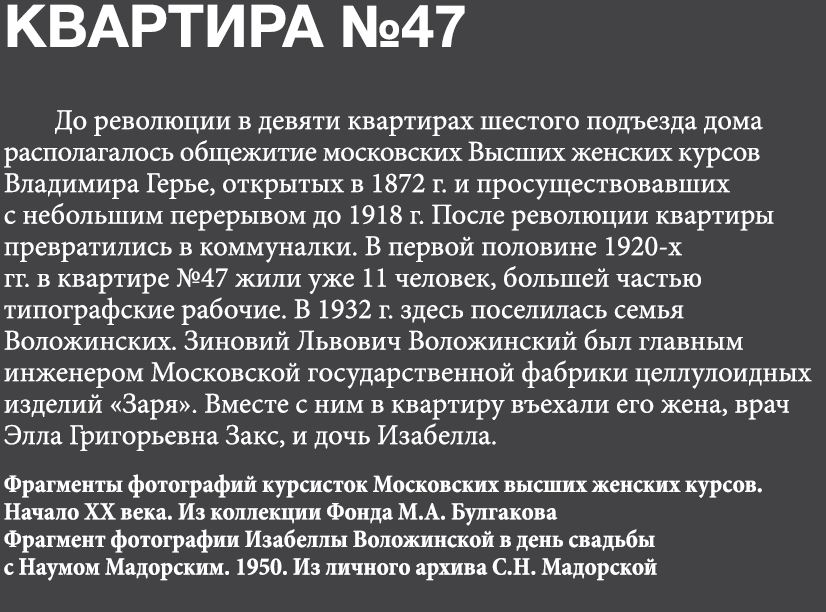 КВАРТИРА №47
До революции в девяти квартирах шестого подъезда дома
располагалось общежитие московских Высших женских курсов
Владимира Герье, открытых в 1872 г. и просуществовавших
с небольшим перерывом до 1918 г. После революции квартиры
превратились в коммуналки. В первой половине 1920-х
гг. в квартире №47 жили уже 11 человек, большей частью
типографские рабочие. В 1932 г. здесь поселилась семья
Воложинских. Зиновий Львович Воложинский был главным
инженером Московской государственной фабрики целлулоидных
изделий «Заря». Вместе с ним в квартиру въехали его жена, врач
Элла Григорьевна Закс, и дочь Изабелла.
Фрагменты фотографий курсисток Московских высших женских курсов.
Начало XX века. Из коллекции Фонда М.А. Булгакова
Фрагмент фотографии Изабеллы Воложинской в день свадьбы
с Наумом Мадорским. 1950. Из личного архива С.Н. Мадорской